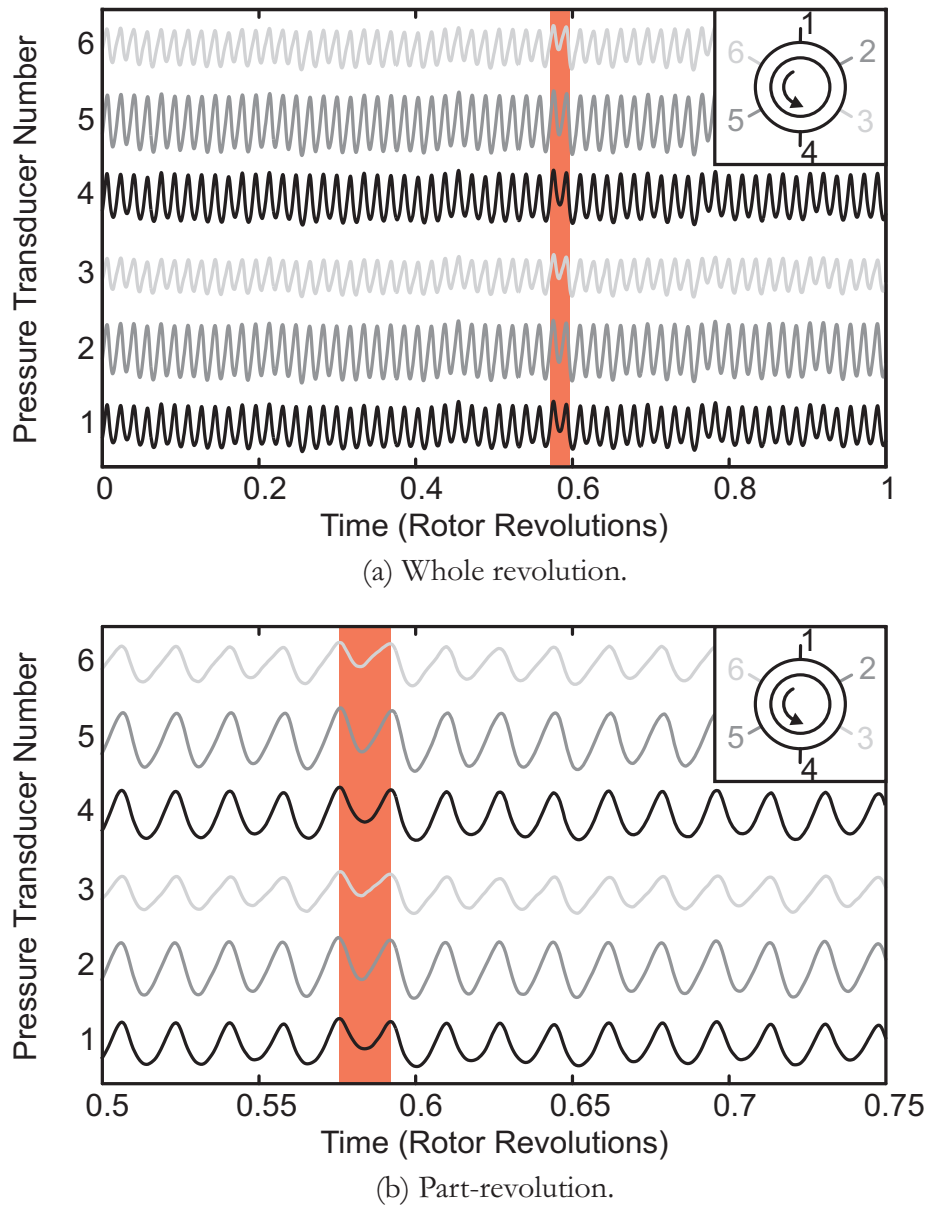 Pressure Transducer Number
6
5
4
3
2
1
0 0.2 0.4 0.6 0.8 1
Time (Rotor Revolutions)
1
6 2
5 3
4
(a) Whole revolution.
Pressure Transducer Number
6
5
4
3
2
1
0.5 0.55 0.6 0.65 0.7 0.75
Time (Rotor Revolutions)
1
6 2
5 3
4
(b) Part-revolution.